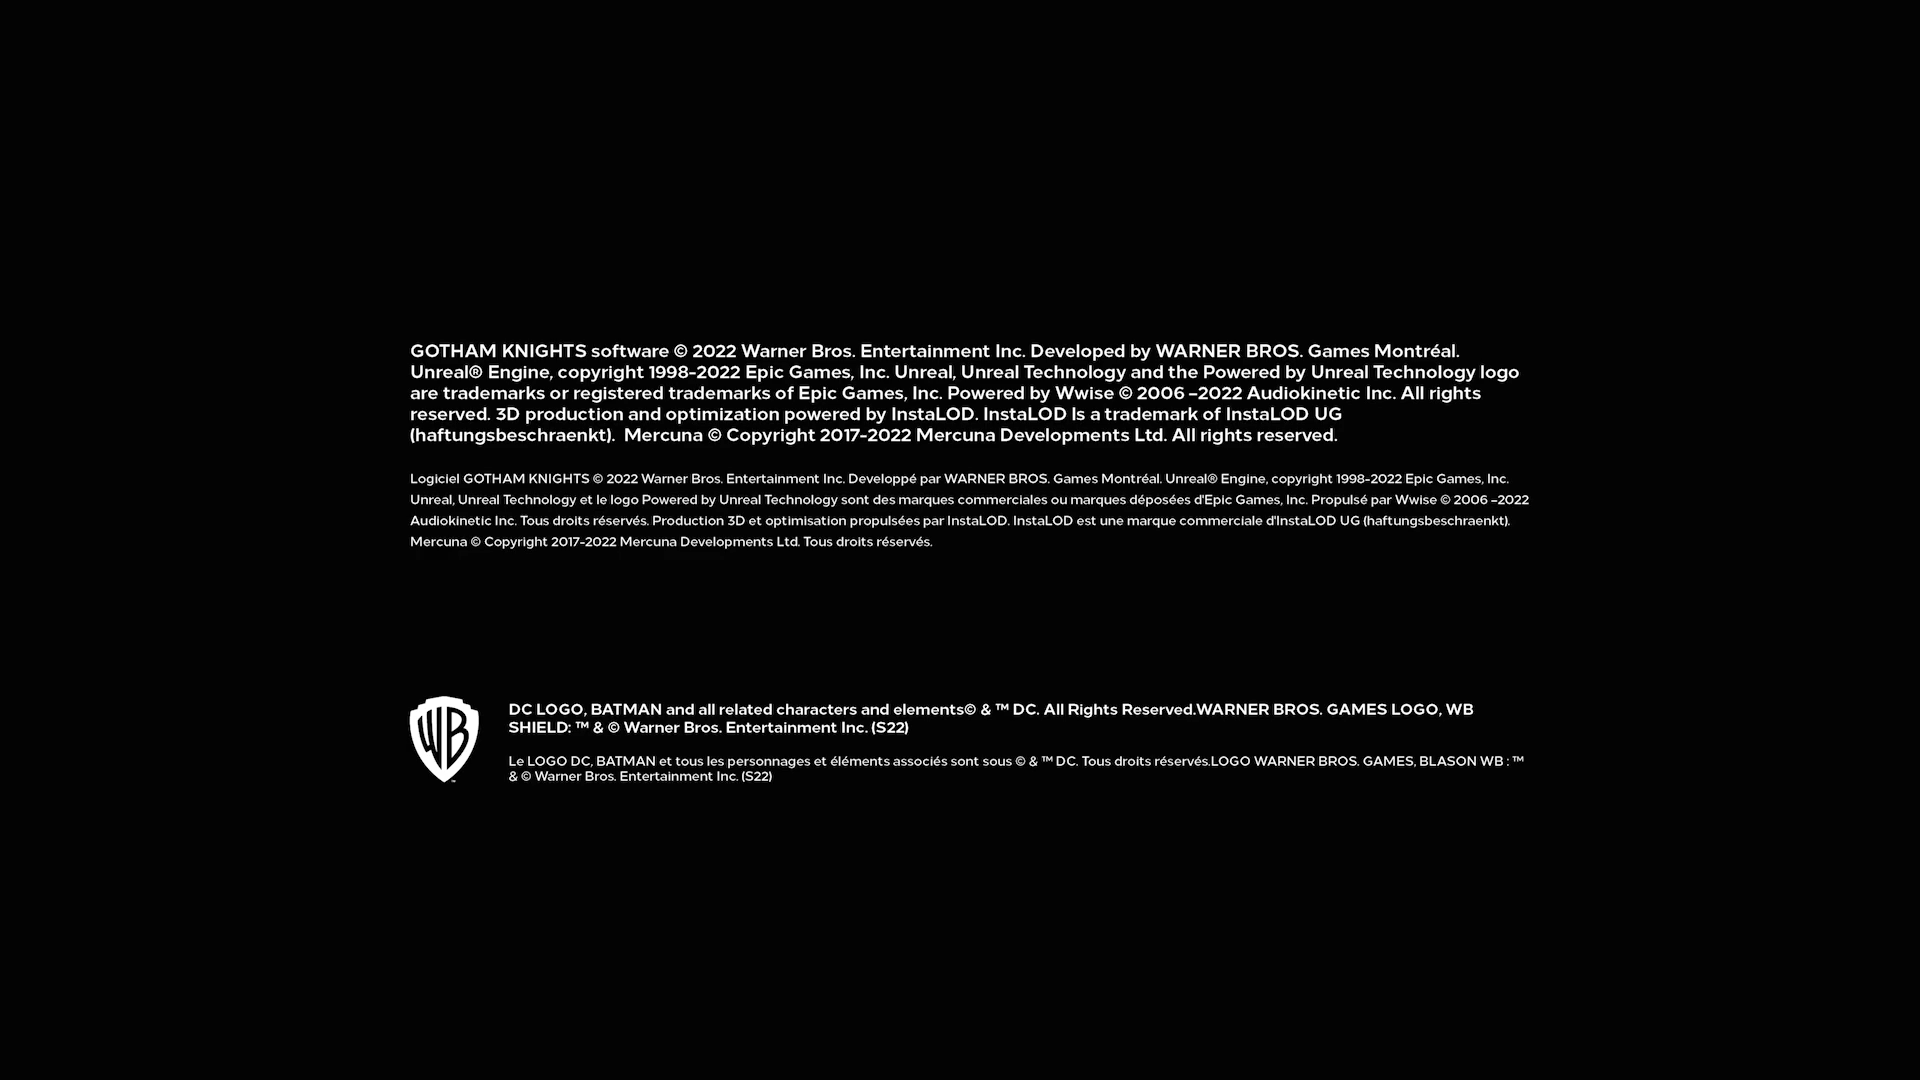 GOTHAM KNIGHTS software © 2022 Warner Bros. Entertainment Inc. Developed by WARNER BROS. Games Montréal.
Unreal® Engine, copyright 1998-2022 Epic Games, Inc. Unreal, Unreal Technology and the Powered by Unreal Technology logo
are trademarks or registered trademarks of Epic Games, Inc. Powered by Wwise © 2006 –2022 Audiokinetic Inc. All rights
reserved. 3D production and optimization powered by InstaLOD. InstaLOD Is a trademark of InstaLOD UG
(haftungsbeschraenkt).  Mercuna © Copyright 2017-2022 Mercuna Developments Ltd. All rights reserved.
Logiciel GOTHAM KNIGHTS © 2022 Warner Bros. Entertainment Inc. Developpé par WARNER BROS. Games Montréal. Unreal® Engine, copyright 1998-2022 Epic Games, Inc.
Unreal, Unreal Technology et le logo Powered by Unreal Technology sont des marques commerciales ou marques déposées d'Epic Games, Inc. Propulsé par Wwise © 2006 –2022
Audiokinetic Inc. Tous droits réservés. Production 3D et optimisation propulsées par InstaLOD. InstaLOD est une marque commerciale d'InstaLOD UG (haftungsbeschraenkt).
Mercuna © Copyright 2017-2022 Mercuna Developments Ltd. Tous droits réservés.
WB
DC LOGO, BATMAN and all related characters and elements© & ™ DC. All Rights Reserved.WARNER BROS. GAMES LOGO, WB
SHIELD: ™ & © Warner Bros. Entertainment Inc. (S22)
Le LOGO DC, BATMAN et tous les personnages et éléments associés sont sous © & ™ DC. Tous droits réservés.LOGO WARNER BROS. GAMES, BLASON WB : ™
& © Warner Bros. Entertainment Inc. (S22)